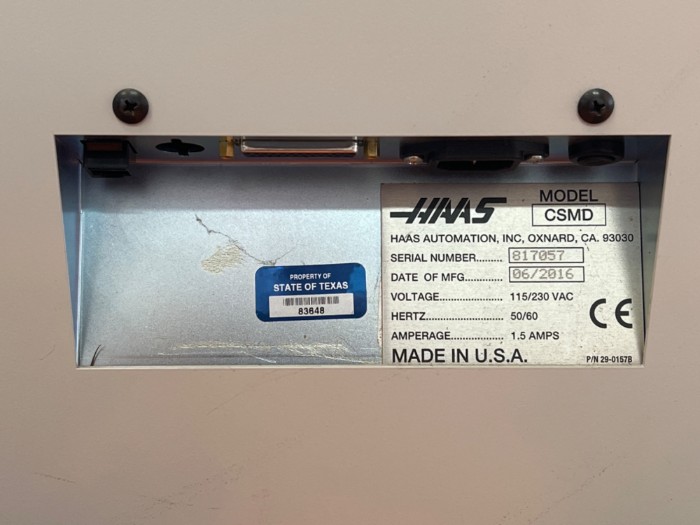 HAAS
MODEL
CSMD
HAAS AUTOMATION, INC, OXNARD, CA. 93030
SERIAL NUMBER......... 817057
DATE OF MFG............ 06/2016
VOLTAGE..................... 115/230 VAC
HERTZ.......................... 50/60
AMPERAGE................. 1.5 AMPS
CE
MADE IN U.S.A.
P/N 29-0157B
PROPERTY OF
STATE OF TEXAS
83648